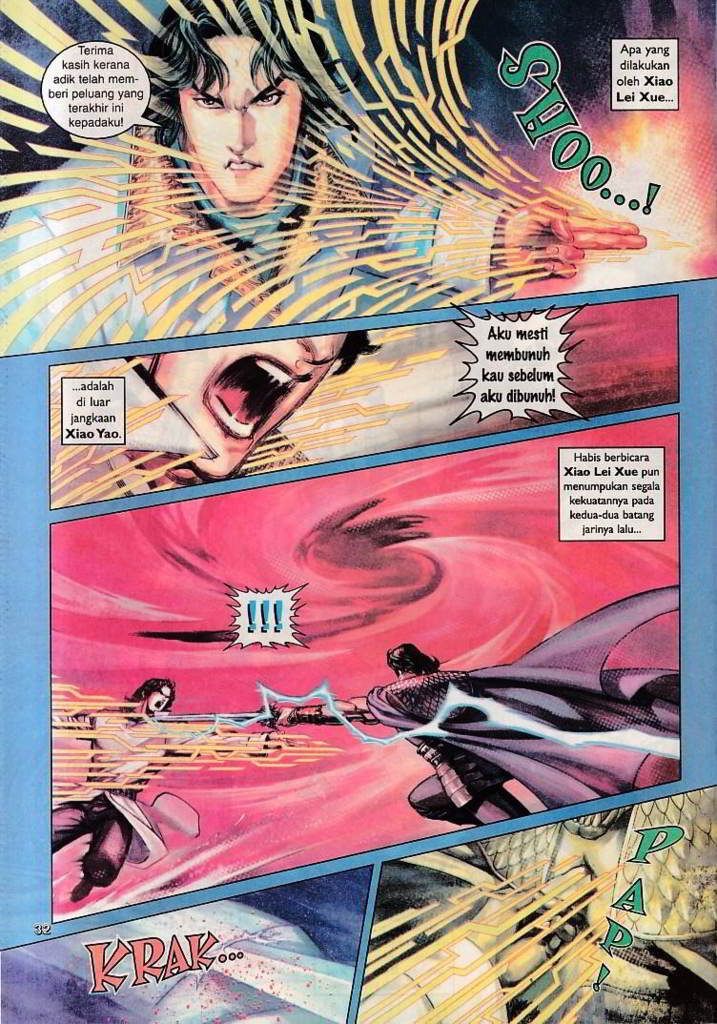 Terima
kasih kerana
adik telah mem-
beri peluang yang
terakhir ini
kepadaku!
SHOO...!
Apa yang
dilakukan
oleh Xiao
Lei Xue...
...adalah
di luar
jangkaan
Xiao Yao.
Aku mesti
membunuh
kau sebelum
aku dibunuh!
Habis berbicara
Xiao Lei Xue pun
menumpukan segala
kekuatannya pada
kedua-dua batang
jarinya lalu...
!!!
32
KRAK...
PAP!